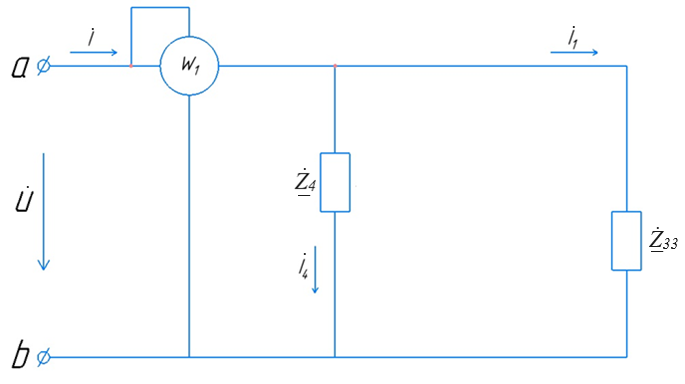 İ
İ₁
a
W₁
Ż₄
U̇
Ż₃₃
İ₄
b